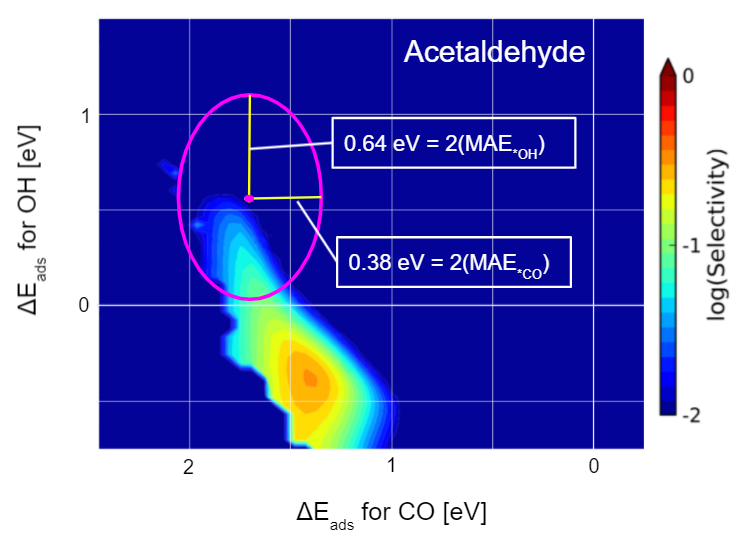 Acetaldehyde
0.64 eV = 2(MAE*OH)
0.38 eV = 2(MAE*CO)
ΔEads for OH [eV]
1
0
2
1
0
ΔEads for CO [eV]
0
-1
-2
log(Selectivity)